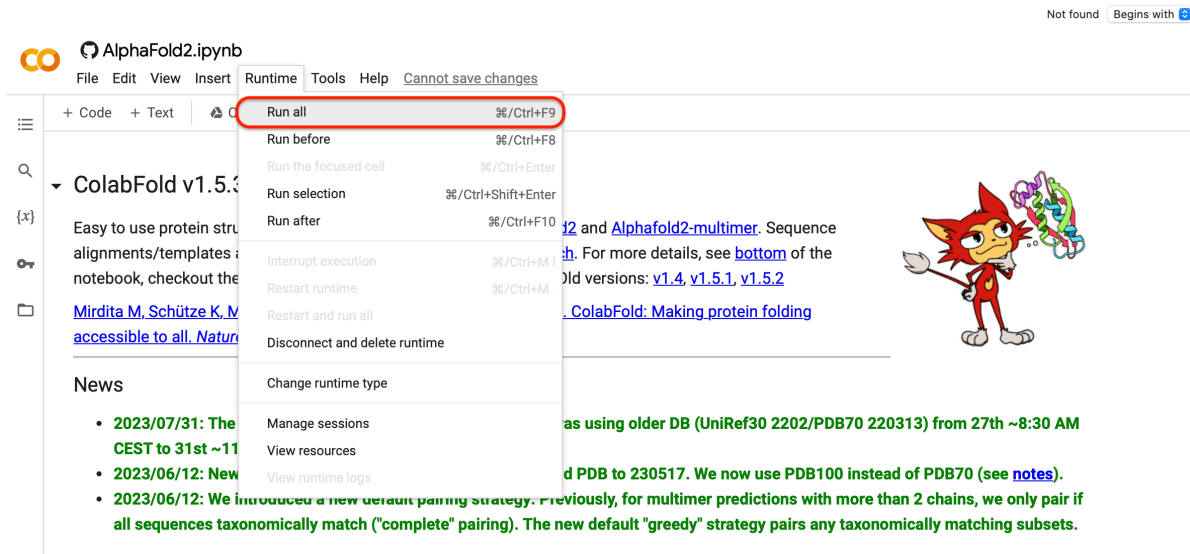 Not found Begins with
AlphaFold2.ipynb
File Edit View Insert Runtime Tools Help Cannot save changes
+ Code + Text
Run all ⌘/Ctrl+F9
Run before ⌘/Ctrl+F8
Run the focused cell ⌘/Ctrl+Enter
Run selection ⌘/Ctrl+Shift+Enter
Run after ⌘/Ctrl+F10
Interrupt execution ⌘/Ctrl+M I
Restart runtime ⌘/Ctrl+M .
Restart and run all
Disconnect and delete runtime
Change runtime type
Manage sessions
View resources
View runtime logs
{x}
ColabFold v1.5.3
Easy to use protein stru d2 and Alphafold2-multimer. Sequence
alignments/templates ch. For more details, see bottom of the
notebook, checkout the Old versions: v1.4, v1.5.1, v1.5.2
Mirdita M, Schütze K, M . ColabFold: Making protein folding
accessible to all. Nature
News
• 2023/07/31: The as using older DB (UniRef30 2202/PDB70 220313) from 27th ~8:30 AM
CEST to 31st ~11
• 2023/06/12: New d PDB to 230517. We now use PDB100 instead of PDB70 (see notes).
• 2023/06/12: We introduced a new default pairing strategy. Previously, for multimer predictions with more than 2 chains, we only pair if
all sequences taxonomically match ("complete" pairing). The new default "greedy" strategy pairs any taxonomically matching subsets.